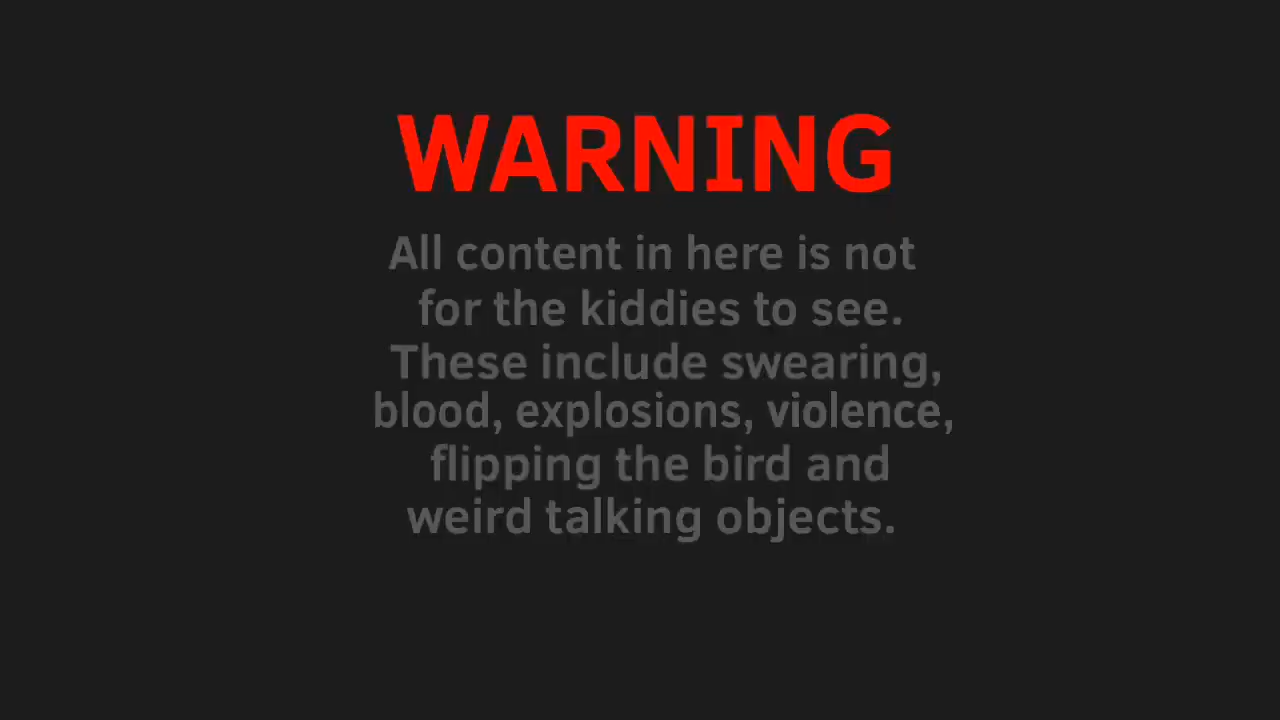 WARNING
All content in here is not
for the kiddies to see.
These include swearing,
blood, explosions, violence,
flipping the bird and
weird talking objects.